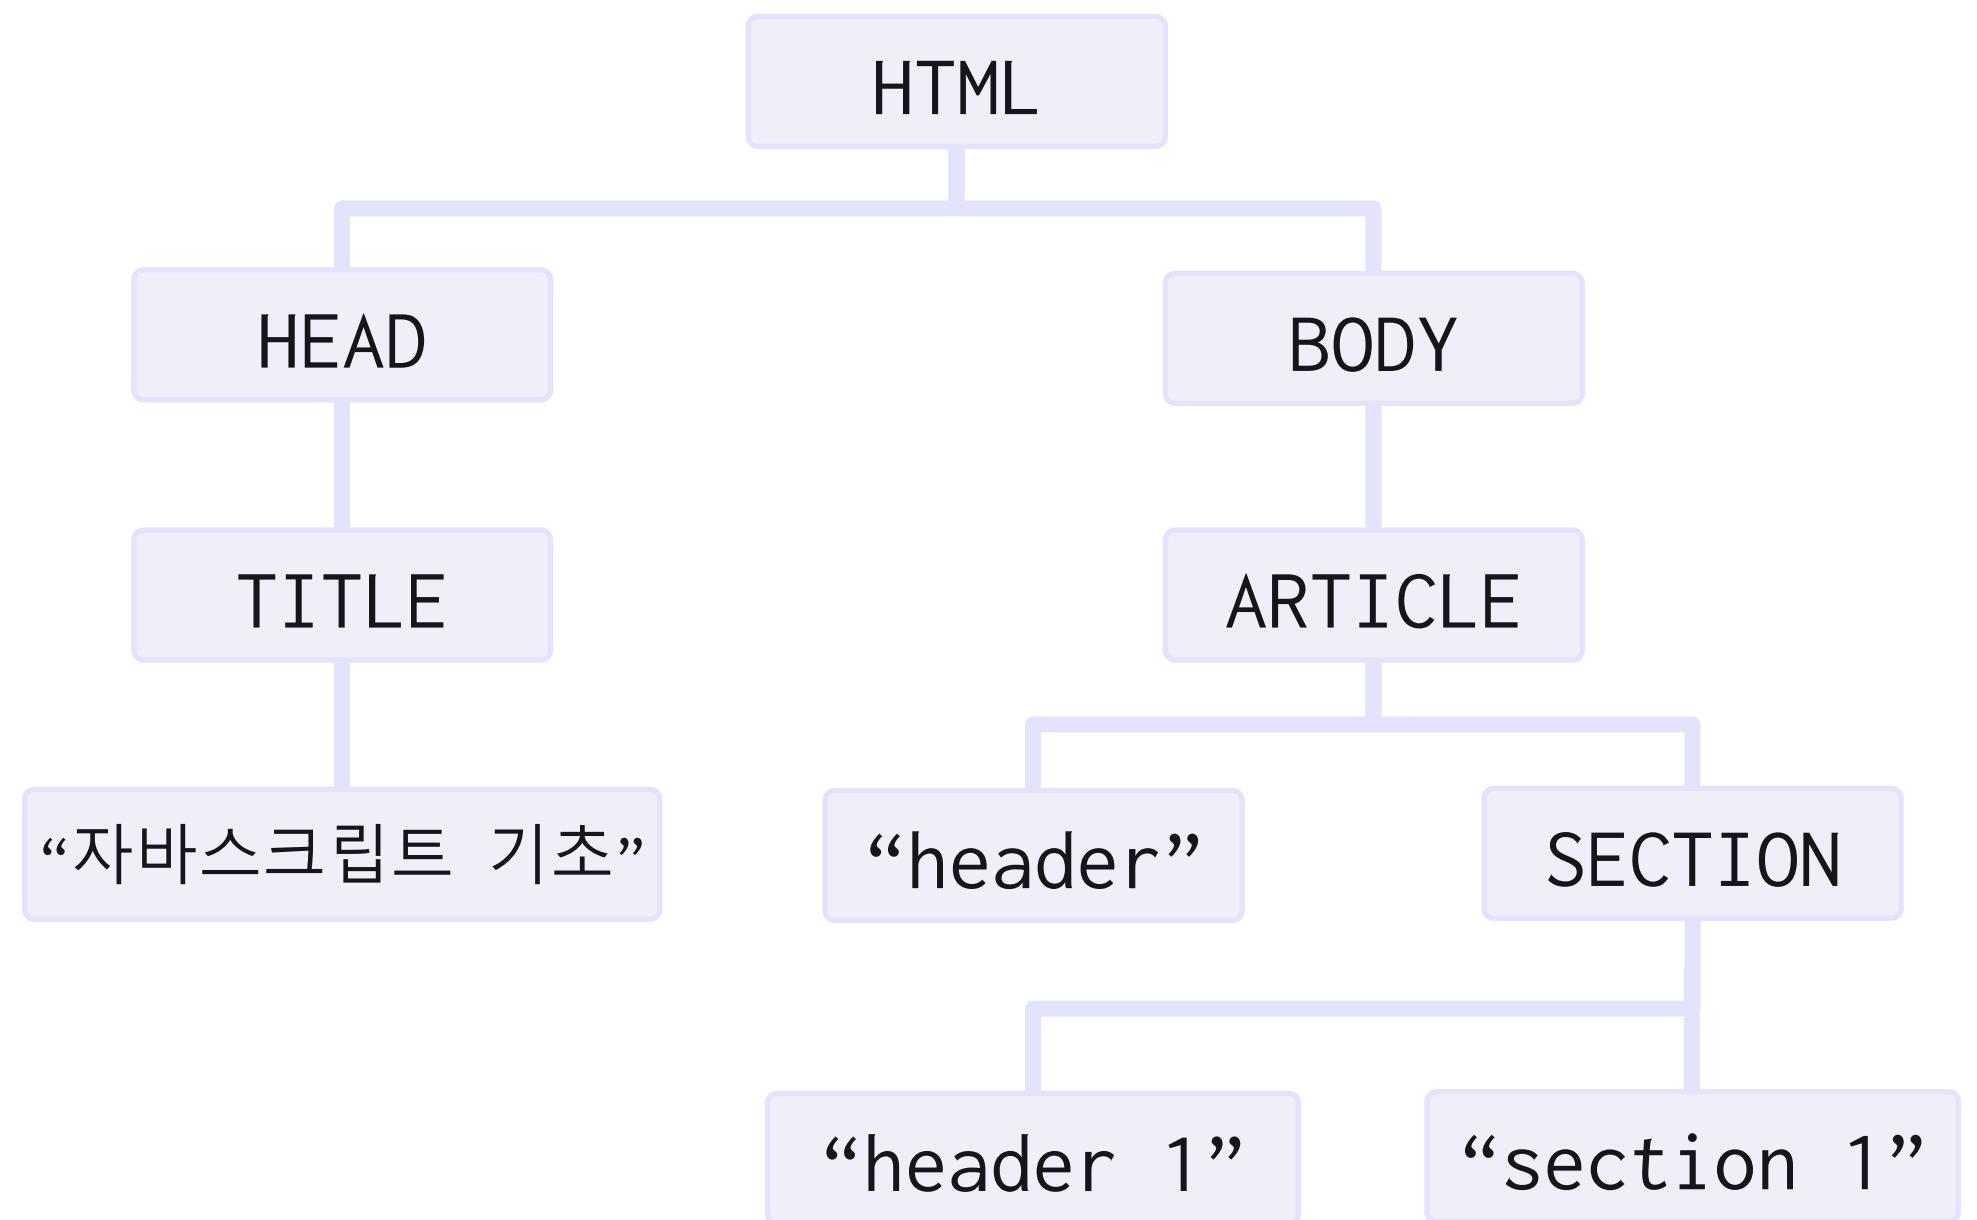 HTML
HEAD
BODY
TITLE
ARTICLE
“자바스크립트 기초”
“header”
SECTION
“header 1”
“section 1”